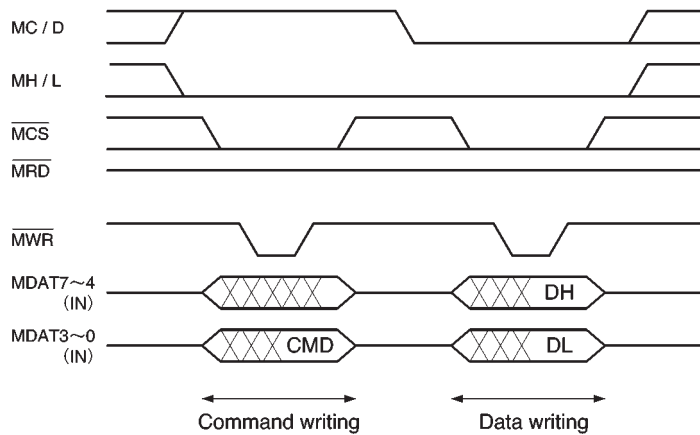 MC / D
MH / L
MCS
MRD
MWR
MDAT7～4
(IN)
DH
MDAT3～0
(IN)
CMD
DL
Command writing
Data writing